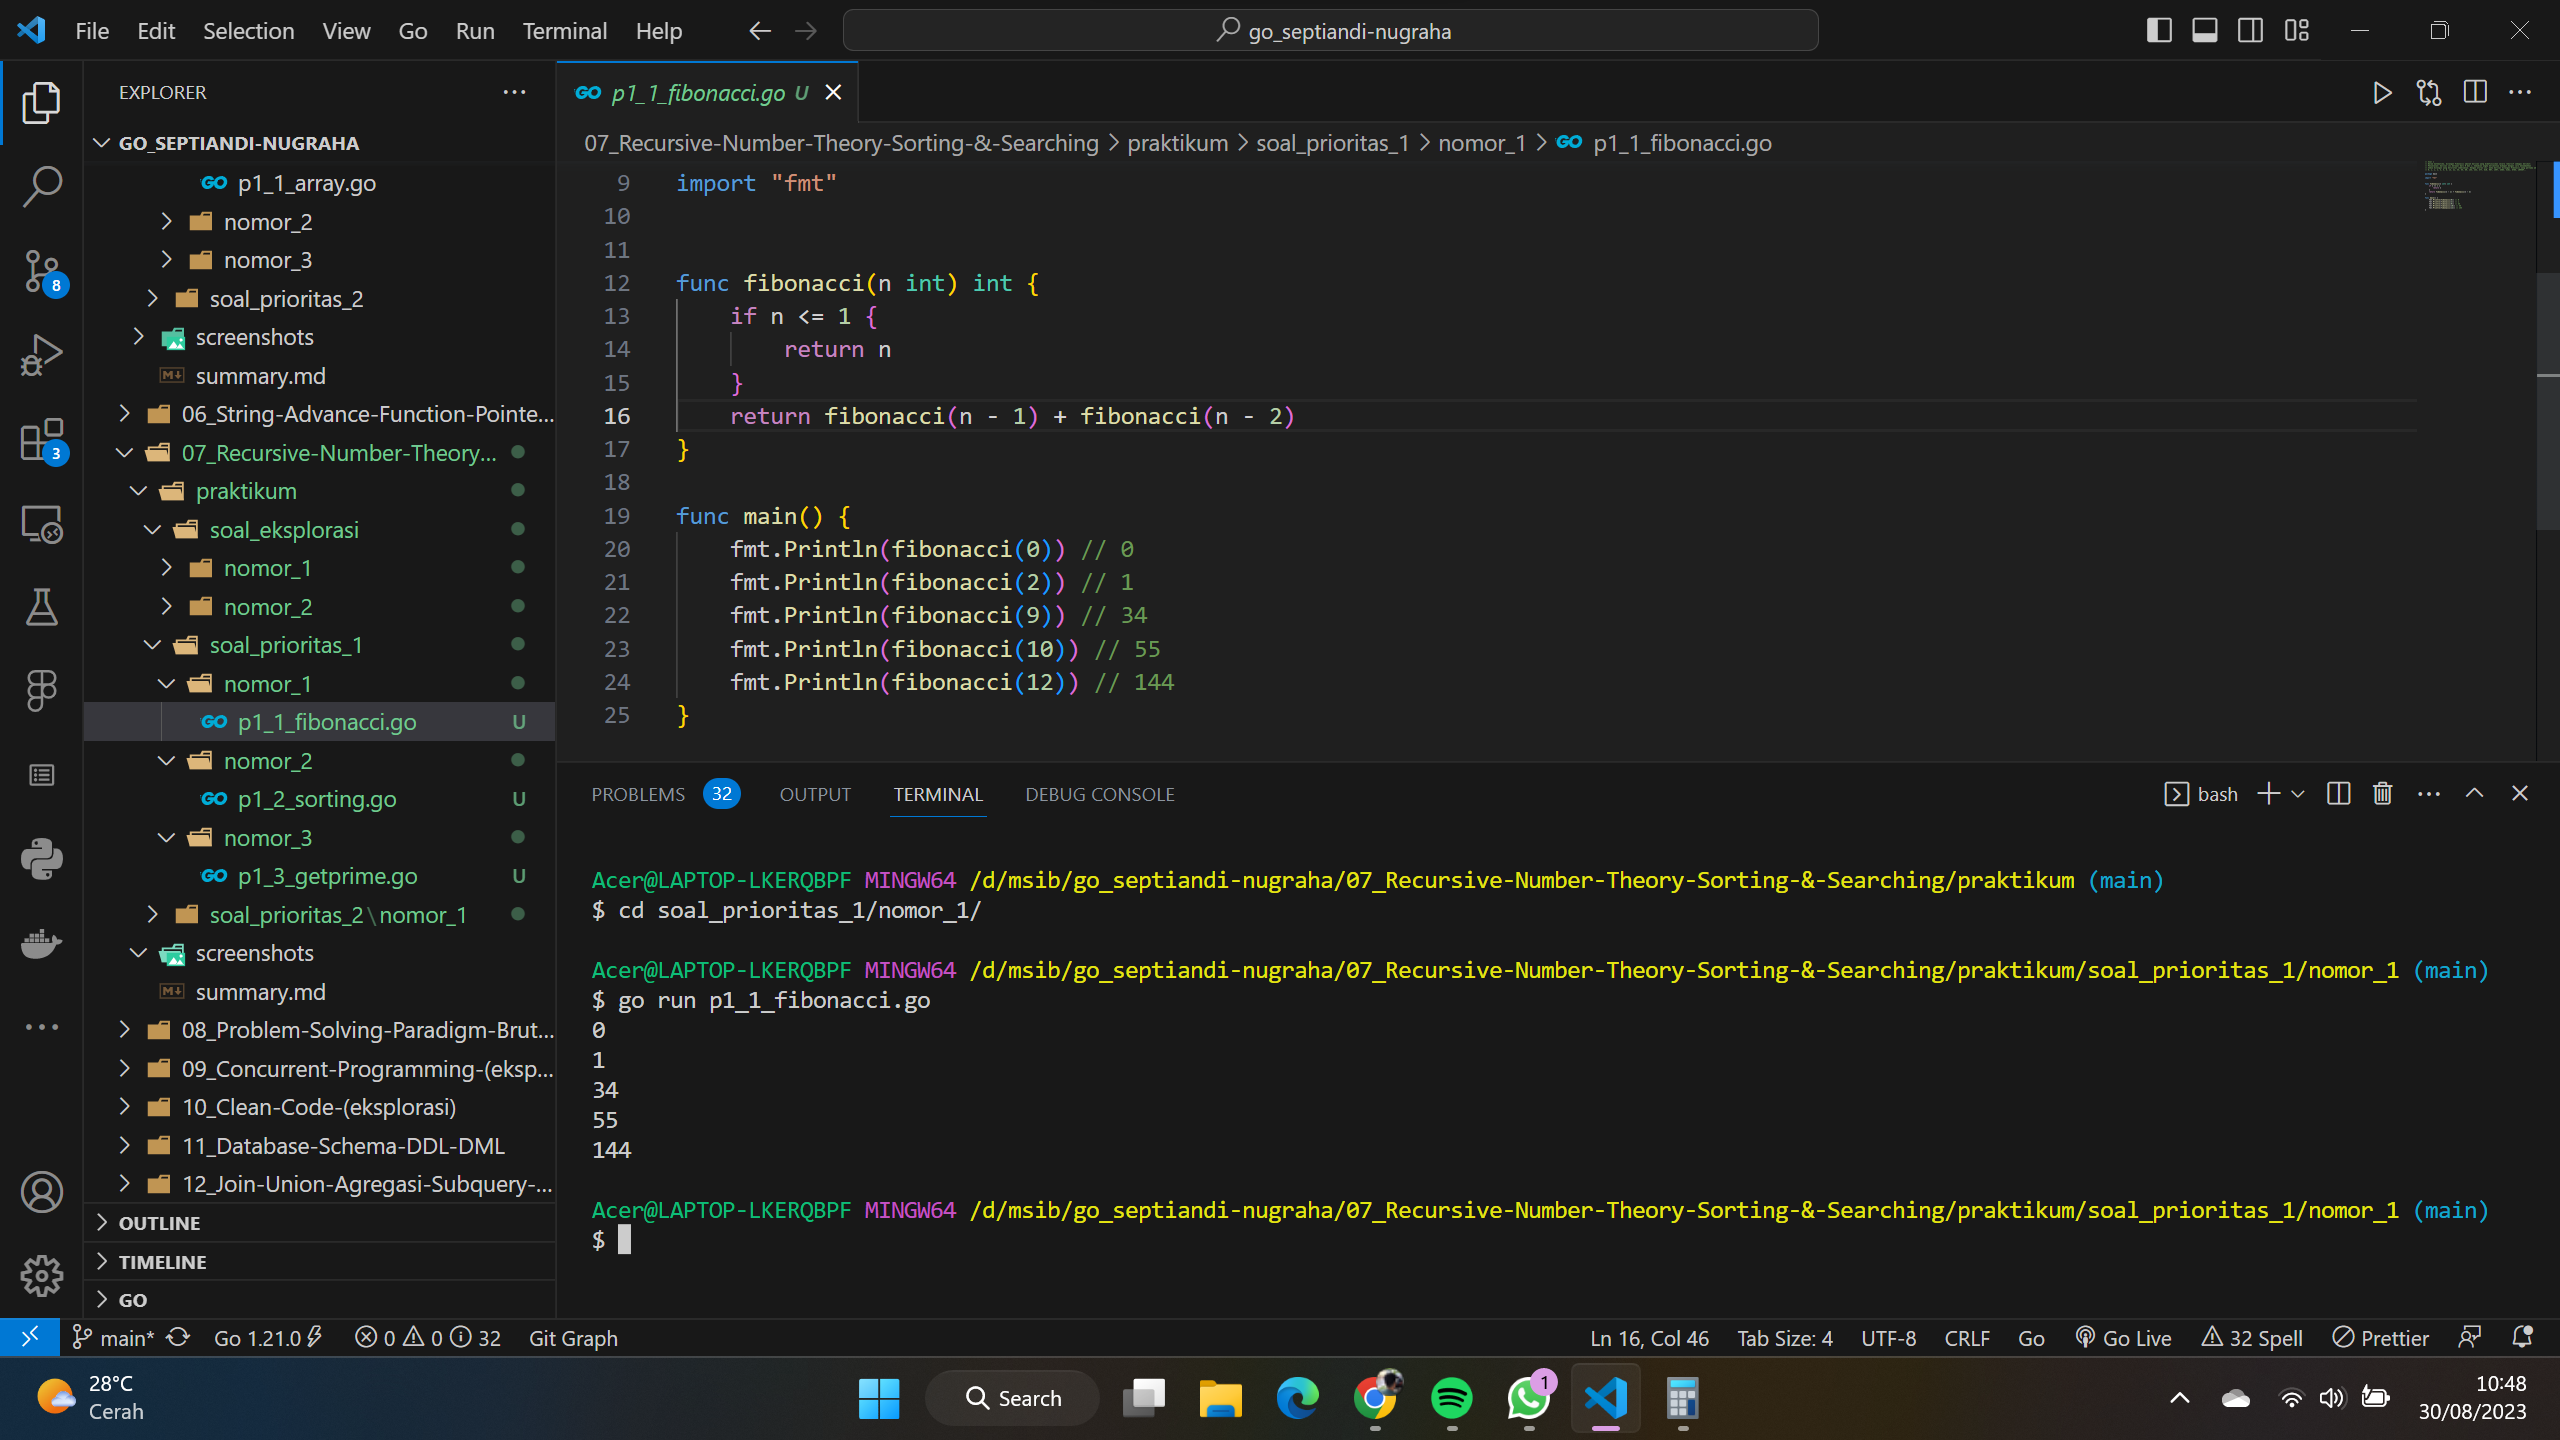 File Edit Selection View Go Run Terminal Help
go_septiandi-nugraha
EXPLORER
GO_SEPTIANDI-NUGRAHA
p1_1_array.go
nomor_2
nomor_3
soal_prioritas_2
screenshots
summary.md
06_String-Advance-Function-Pointe...
07_Recursive-Number-Theory...
praktikum
soal_eksplorasi
nomor_1
nomor_2
soal_prioritas_1
nomor_1
p1_1_fibonacci.go U
nomor_2
p1_2_sorting.go U
nomor_3
p1_3_getprime.go U
soal_prioritas_2\nomor_1
screenshots
summary.md
08_Problem-Solving-Paradigm-Brut...
09_Concurrent-Programming-(eksp...
10_Clean-Code-(eksplorasi)
11_Database-Schema-DDL-DML
12_Join-Union-Agregasi-Subquery-...
OUTLINE
TIMELINE
GO
8
3
GO p1_1_fibonacci.go U
07_Recursive-Number-Theory-Sorting-&-Searching > praktikum > soal_prioritas_1 > nomor_1 > GO p1_1_fibonacci.go
9 import "fmt"
10
11
12 func fibonacci(n int) int {
13 if n <= 1 {
14 return n
15 }
16 return fibonacci(n - 1) + fibonacci(n - 2)
17 }
18
19 func main() {
20 fmt.Println(fibonacci(0)) // 0
21 fmt.Println(fibonacci(2)) // 1
22 fmt.Println(fibonacci(9)) // 34
23 fmt.Println(fibonacci(10)) // 55
24 fmt.Println(fibonacci(12)) // 144
25 }
PROBLEMS 32 OUTPUT TERMINAL DEBUG CONSOLE
bash
Acer@LAPTOP-LKERQBPF MINGW64 /d/msib/go_septiandi-nugraha/07_Recursive-Number-Theory-Sorting-&-Searching/praktikum (main)
$ cd soal_prioritas_1/nomor_1/
Acer@LAPTOP-LKERQBPF MINGW64 /d/msib/go_septiandi-nugraha/07_Recursive-Number-Theory-Sorting-&-Searching/praktikum/soal_prioritas_1/nomor_1 (main)
$ go run p1_1_fibonacci.go
0
1
34
55
144
Acer@LAPTOP-LKERQBPF MINGW64 /d/msib/go_septiandi-nugraha/07_Recursive-Number-Theory-Sorting-&-Searching/praktikum/soal_prioritas_1/nomor_1 (main)
$
main* Go 1.21.0 0 0 32 Git Graph
Ln 16, Col 46 Tab Size: 4 UTF-8 CRLF Go Go Live 32 Spell Prettier
28°C
Cerah
Search
1
10:48
30/08/2023